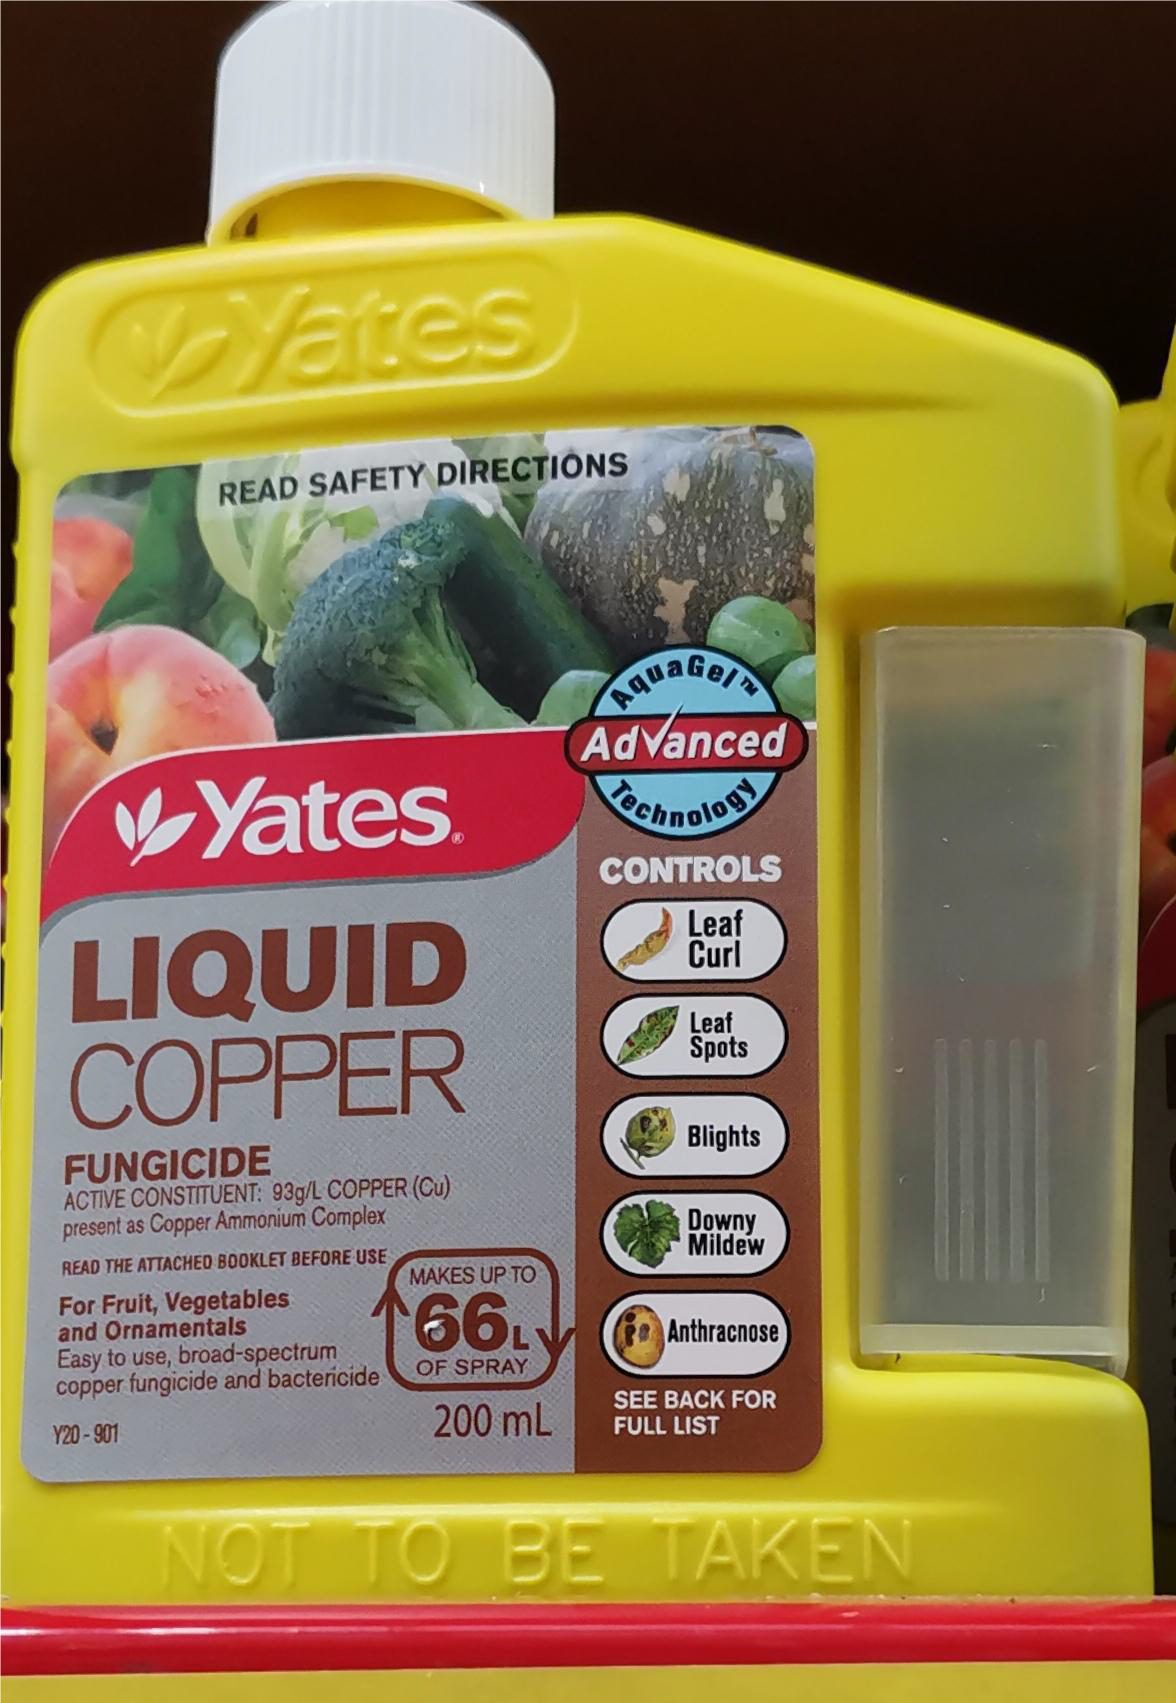 Yates
READ SAFETY DIRECTIONS
AquaGel™
Advanced
Technology
Yates®
LIQUID
COPPER
FUNGICIDE
ACTIVE CONSTITUENT: 93g/L COPPER (Cu)
present as Copper Ammonium Complex
READ THE ATTACHED BOOKLET BEFORE USE
For Fruit, Vegetables
and Ornamentals
Easy to use, broad-spectrum
copper fungicide and bactericide
Y20 - 901
MAKES UP TO
66L
OF SPRAY
200 mL
CONTROLS
Leaf
Curl
Leaf
Spots
Blights
Downy
Mildew
Anthracnose
SEE BACK FOR
FULL LIST
NOT TO BE TAKEN